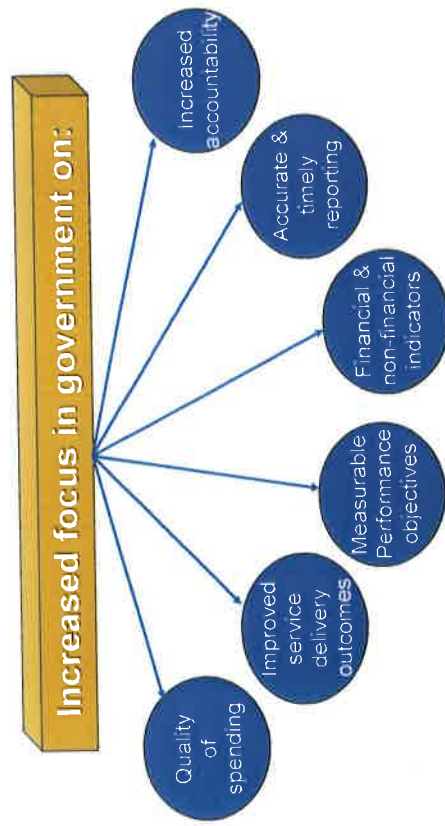 Increased focus in government on:
Quality
of
spending
Improved
service
delivery
outcomes
Measurable
Performance
objectives
Financial &
non-financial
indicators
Accurate &
timely
reporting
Increased
accountability